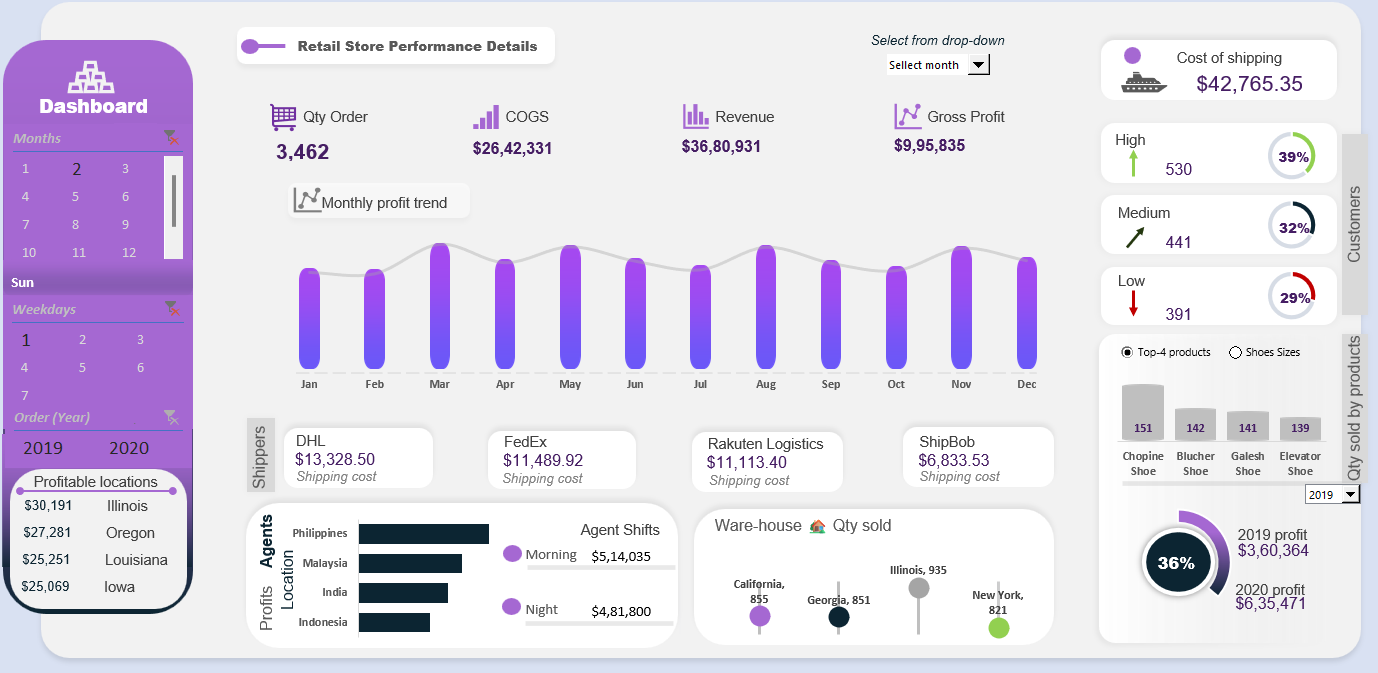 Dashboard
Months
1 2 3
4 5 6
7 8 9
10 11 12
Sun
Weekdays
1 2 3
4 5 6
7
Order (Year)
2019 2020
Profitable locations
$30,191 Illinois
$27,281 Oregon
$25,251 Louisiana
$25,069 Iowa
Retail Store Performance Details
Select from drop-down
Sellect month
Qty Order
3,462
COGS
$26,42,331
Revenue
$36,80,931
Gross Profit
$9,95,835
Monthly profit trend
Jan Feb Mar Apr May Jun Jul Aug Sep Oct Nov Dec
Shippers
DHL
$13,328.50
Shipping cost
FedEx
$11,489.92
Shipping cost
Rakuten Logistics
$11,113.40
Shipping cost
ShipBob
$6,833.53
Shipping cost
Profits Agents
Location
Philippines
Malaysia
India
Indonesia
Agent Shifts
Morning $5,14,035
Night $4,81,800
Ware-house Qty sold
California,
855
Georgia, 851
Illinois, 935
New York,
821
Cost of shipping
$42,765.35
Customers
High
530
39%
Medium
441
32%
Low
391
29%
Qty sold by products
Top-4 products Shoes Sizes
151 142 141 139
Chopine
Shoe
Blucher
Shoe
Galesh
Shoe
Elevator
Shoe
2019
36%
2019 profit
$3,60,364
2020 profit
$6,35,471